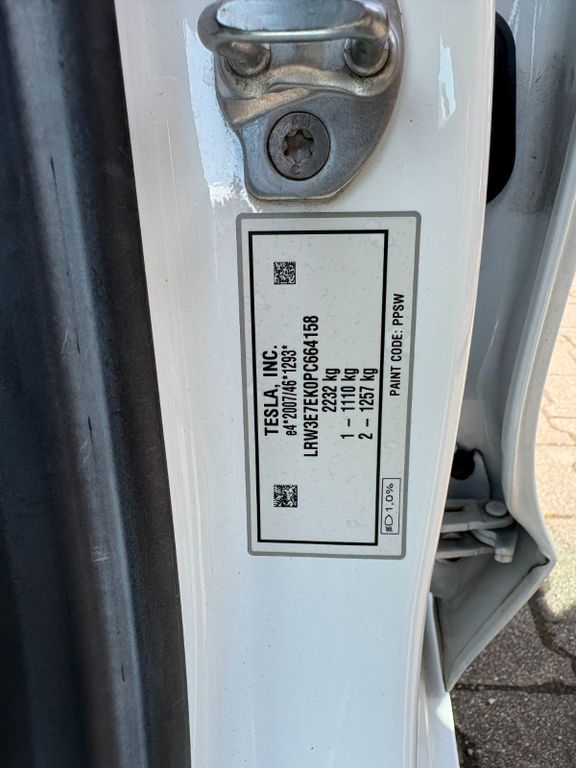 TESLA, INC.
e4*2007/46*1293*
LRW3E7EK0PC664158
2232 kg
1 – 1110 kg
2 – 1257 kg
1,0%
PAINT CODE: PPSW